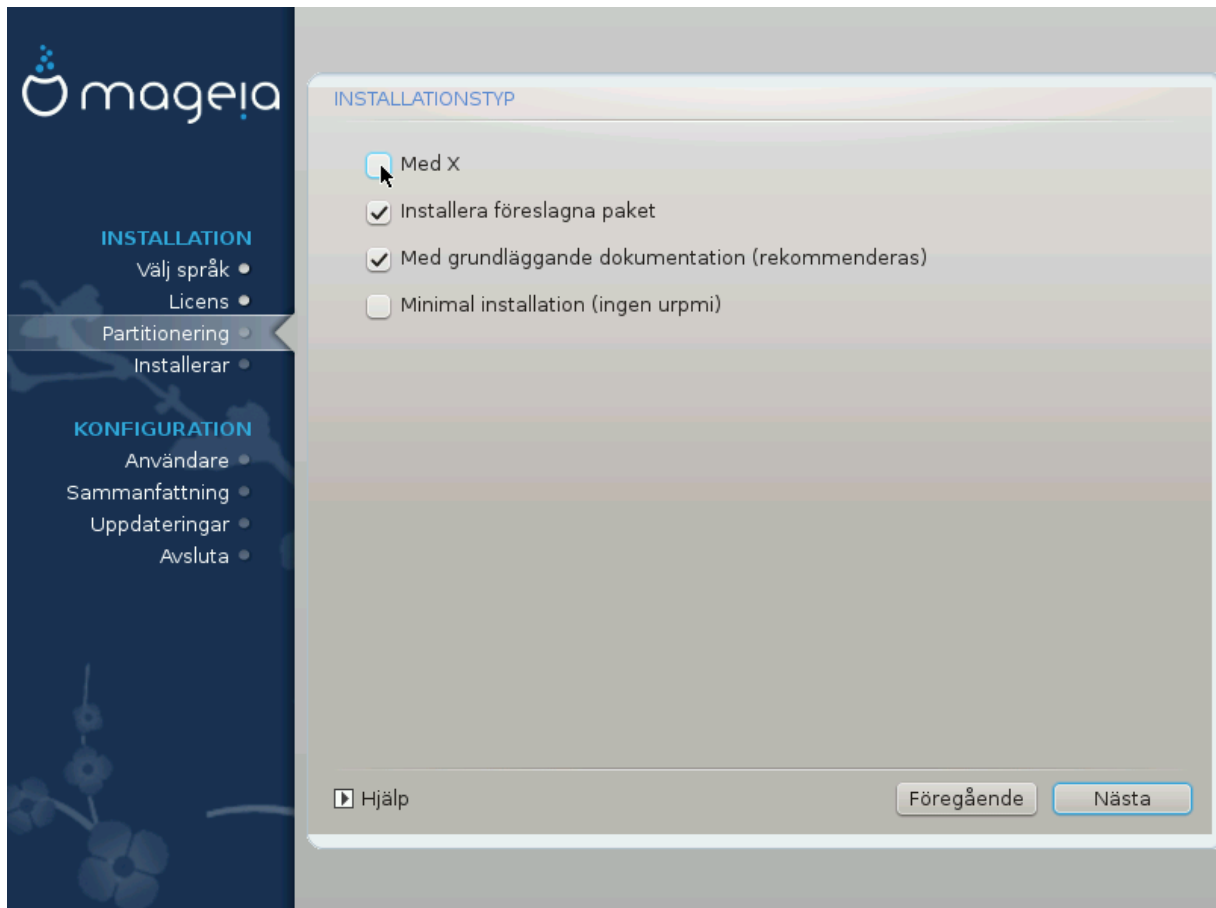 mageia
INSTALLATION
Välj språk
Licens
Partitionering
Installerar
KONFIGURATION
Användare
Sammanfattning
Uppdateringar
Avsluta
INSTALLATIONSTYP
Med X
Installera föreslagna paket
Med grundläggande dokumentation (rekommenderas)
Minimal installation (ingen urpmi)
Hjälp
Föregående
Nästa